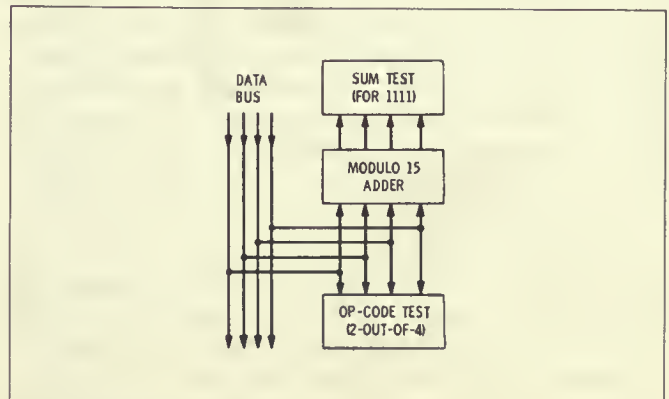 DATA
BUS
SUM TEST
(FOR 1111)
MODULO 15
ADDER
OP-CODE TEST
(2-OUT-OF-4)